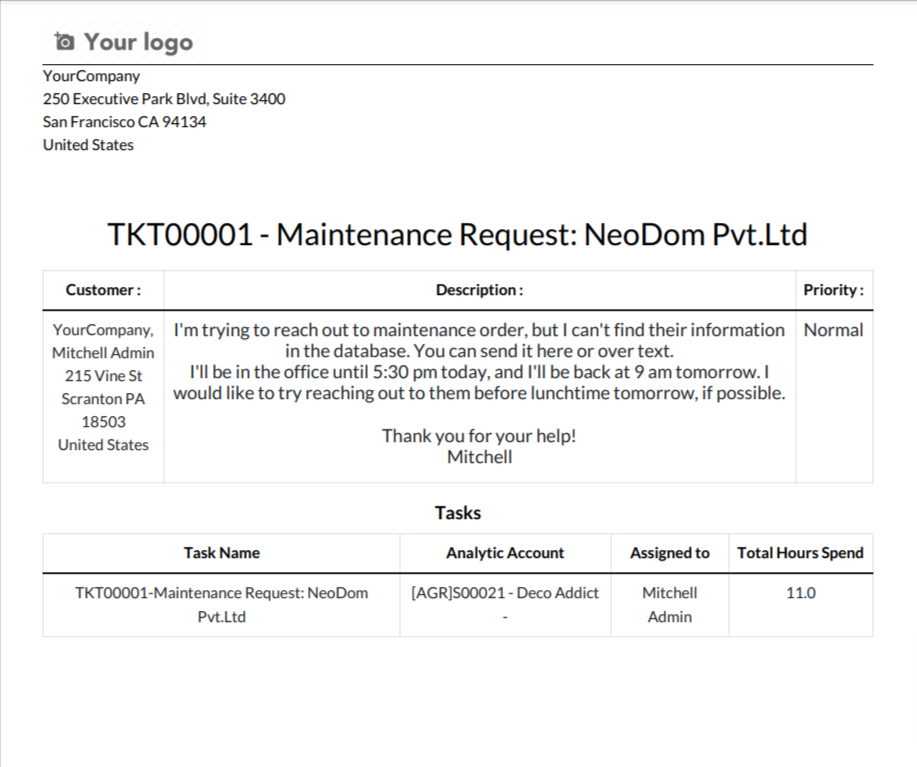 Your logo
YourCompany
250 Executive Park Blvd, Suite 3400
San Francisco CA 94134
United States
TKT00001 - Maintenance Request: NeoDom Pvt.Ltd
Customer :
Description :
Priority :
YourCompany,
Mitchell Admin
215 Vine St
Scranton PA
18503
United States
I'm trying to reach out to maintenance order, but I can't find their information
in the database. You can send it here or over text.
I'll be in the office until 5:30 pm today, and I'll be back at 9 am tomorrow. I
would like to try reaching out to them before lunchtime tomorrow, if possible.
Thank you for your help!
Mitchell
Normal
Tasks
Task Name
Analytic Account
Assigned to
Total Hours Spend
TKT00001-Maintenance Request: NeoDom
Pvt.Ltd
[AGR]S00021 - Deco Addict
-
Mitchell
Admin
11.0